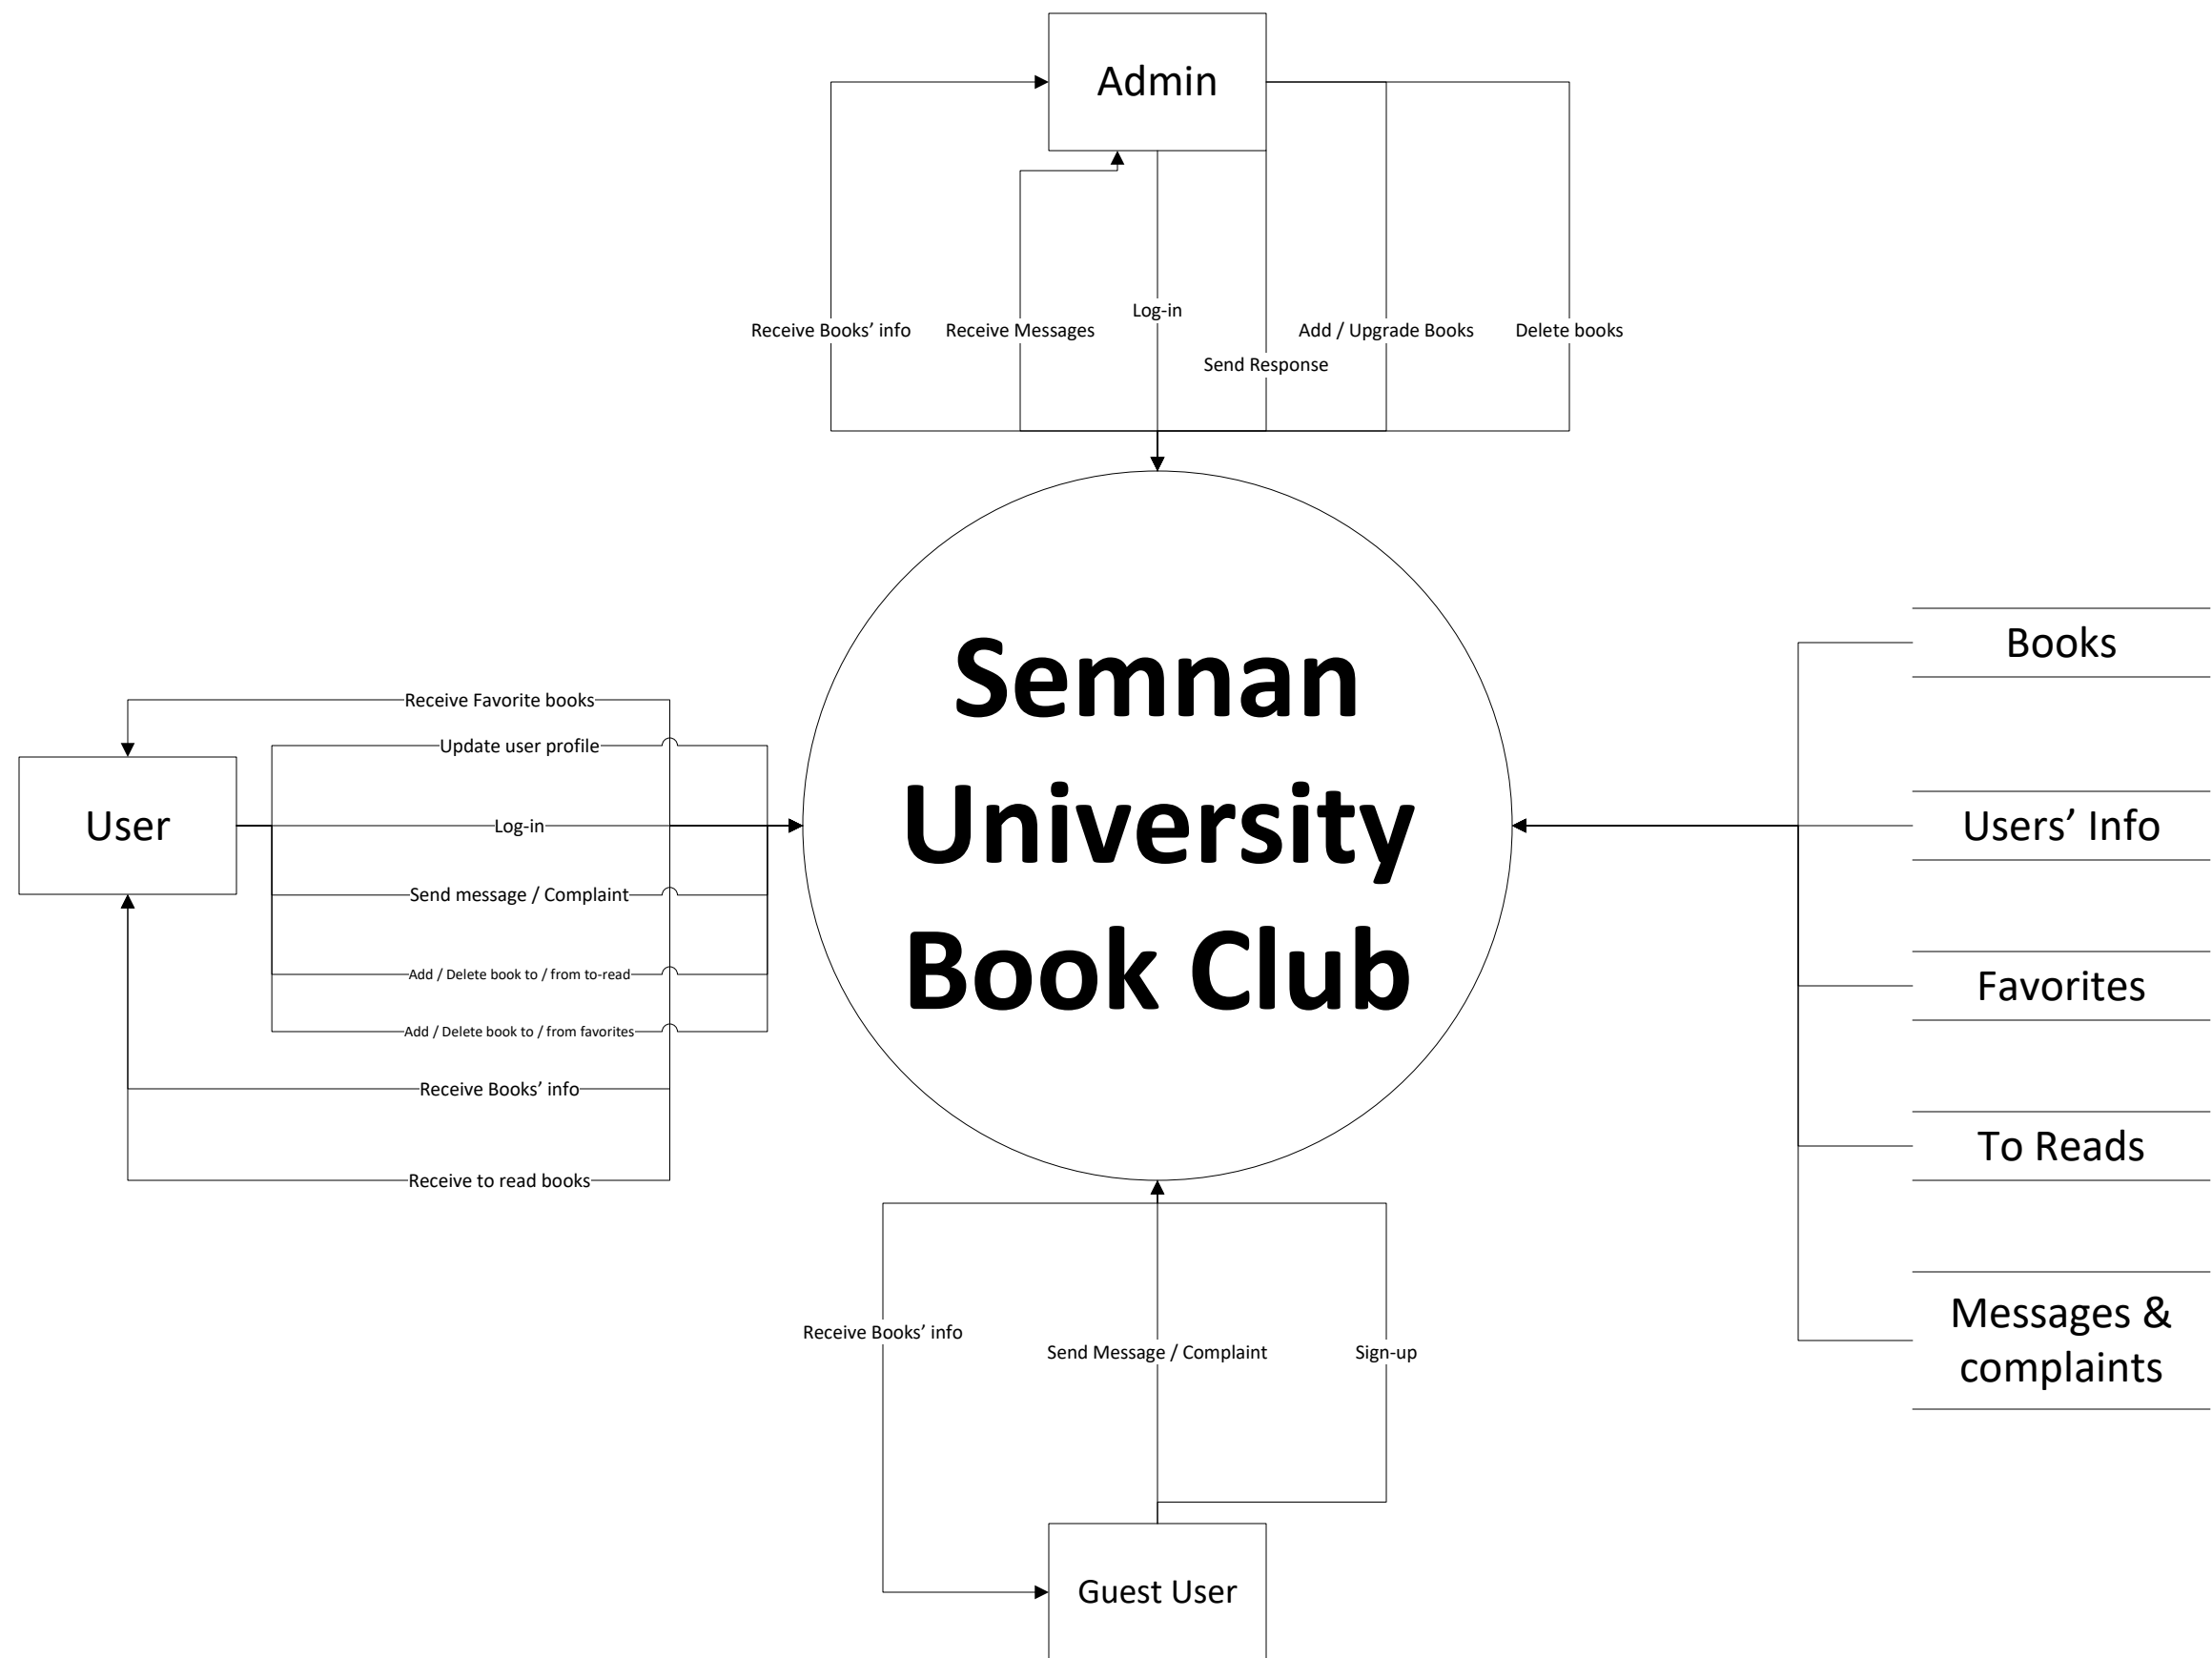 Admin
Log-in
Receive Books’ info
Receive Messages
Add / Upgrade Books
Delete books
Send Response
Semnan
University
Book Club
Books
Users’ Info
Favorites
To Reads
Messages &
complaints
Receive Favorite books
Update user profile
User
Log-in
Send message / Complaint
Add / Delete book to / from to-read
Add / Delete book to / from favorites
Receive Books’ info
Receive to read books
Receive Books’ info
Send Message / Complaint
Sign-up
Guest User